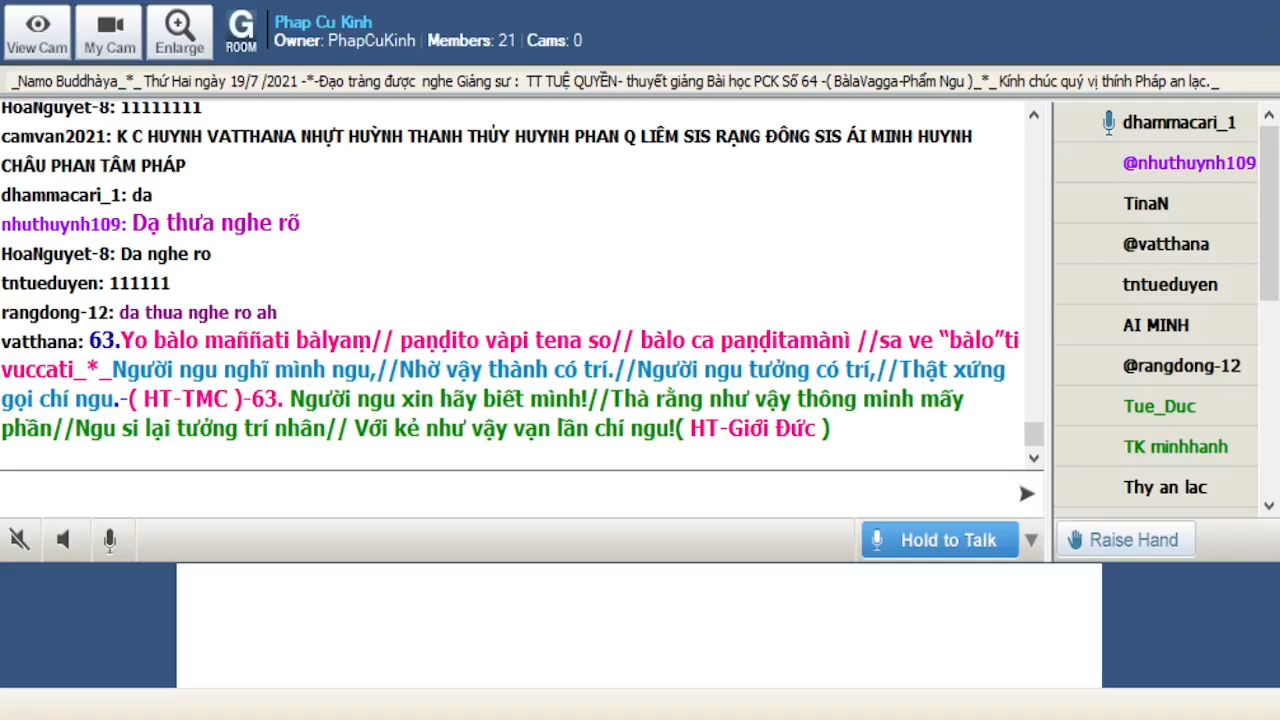 View Cam
My Cam
Enlarge
G
ROOM
Phap Cu Kinh
Owner: PhapCuKinh | Members: 21 | Cams: 0
_Namo Buddhàya_*_ Thứ Hai ngày 19/7 /2021 -*-Đạo tràng được nghe Giảng sư : TT TUỆ QUYỀN- thuyết giảng Bài học PCK Số 64 -( BàlaVagga-Phẩm Ngu )_*_ Kính chúc quý vị thính Pháp an lạc._
HoaNguyet-8: 11111111
camvan2021: K C HUYNH VATTHANA NHỰT HUỲNH THANH THỦY HUYNH PHAN Q LIÊM SIS RẠNG ĐÔNG SIS ÁI MINH HUYNH
CHÂU PHAN TÂM PHÁP
dhammacari_1: da
nhuthuynh109: Dạ thưa nghe rõ
HoaNguyet-8: Da nghe ro
tntueduyen: 111111
rangdong-12: da thua nghe ro ah
vatthana: 63.Yo bàlo maññati bàlyaṃ// paṇḍito vàpi tena so// bàlo ca paṇḍitamànì //sa ve “bàlo”ti
vuccati_*_Người ngu nghĩ mình ngu,//Nhờ vậy thành có trí.//Người ngu tưởng có trí,//Thật xứng
gọi chí ngu.-( HT-TMC )-63. Người ngu xin hãy biết mình!//Thà rằng như vậy thông minh mấy
phần//Ngu si lại tưởng trí nhân// Với kẻ như vậy vạn lần chí ngu!( HT-Giới Đức )
dhammacari_1
@nhuthuynh109
TinaN
@vatthana
tntueduyen
AI MINH
@rangdong-12
Tue_Duc
TK minhhanh
Thy an lac
Hold to Talk
Raise Hand